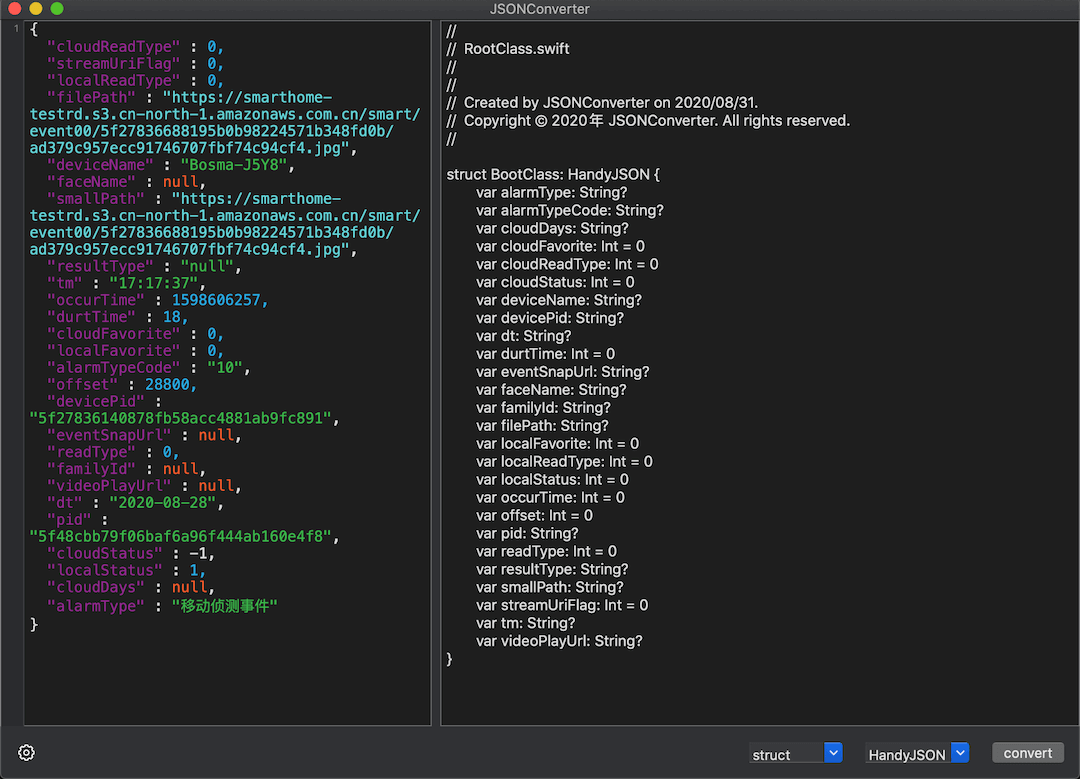 JSONConverter
1
{
"cloudReadType" : 0,
"streamUriFlag" : 0,
"localReadType" : 0,
"filePath" : "https://smarthome-
testrd.s3.cn-north-1.amazonaws.com.cn/smart/
event00/5f27836688195b0b98224571b348fd0b/
ad379c957ecc91746707fbf74c94cf4.jpg",
"deviceName" : "Bosma-J5Y8",
"faceName" : null,
"smallPath" : "https://smarthome-
testrd.s3.cn-north-1.amazonaws.com.cn/smart/
event00/5f27836688195b0b98224571b348fd0b/
ad379c957ecc91746707fbf74c94cf4.jpg",
"resultType" : "null",
"tm" : "17:17:37",
"occurTime" : 1598606257,
"durtTime" : 18,
"cloudFavorite" : 0,
"localFavorite" : 0,
"alarmTypeCode" : "10",
"offset" : 28800,
"devicePid" :
"5f27836140878fb58acc4881ab9fc891",
"eventSnapUrl" : null,
"readType" : 0,
"familyId" : null,
"videoPlayUrl" : null,
"dt" : "2020-08-28",
"pid" :
"5f48cbb79f06baf6a96f444ab160e4f8",
"cloudStatus" : -1,
"localStatus" : 1,
"cloudDays" : null,
"alarmType" : "移动侦测事件"
}
//
// RootClass.swift
//
//
// Created by JSONConverter on 2020/08/31.
// Copyright © 2020年 JSONConverter. All rights reserved.
//
struct BootClass: HandyJSON {
var alarmType: String?
var alarmTypeCode: String?
var cloudDays: String?
var cloudFavorite: Int = 0
var cloudReadType: Int = 0
var cloudStatus: Int = 0
var deviceName: String?
var devicePid: String?
var dt: String?
var durtTime: Int = 0
var eventSnapUrl: String?
var faceName: String?
var familyId: String?
var filePath: String?
var localFavorite: Int = 0
var localReadType: Int = 0
var localStatus: Int = 0
var occurTime: Int = 0
var offset: Int = 0
var pid: String?
var readType: Int = 0
var resultType: String?
var smallPath: String?
var streamUriFlag: Int = 0
var tm: String?
var videoPlayUrl: String?
}
struct
HandyJSON
convert